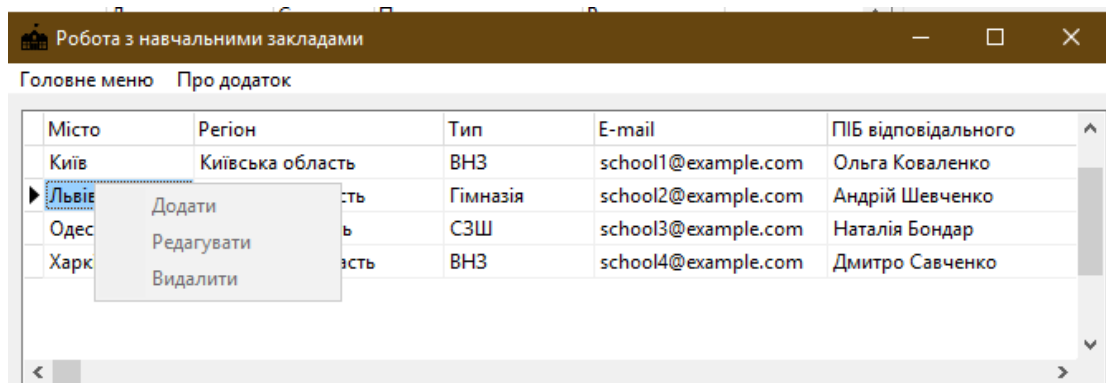 Робота з навчальними закладами
Головне меню Про додаток
Місто Регіон Тип E-mail ПІБ відповідального
Київ Київська область ВНЗ school1@example.com Ольга Коваленко
Львів Гімназія school2@example.com Андрій Шевченко
Додати
СЗШ school3@example.com Наталія Бондар
Редагувати
ВНЗ school4@example.com Дмитро Савченко
Видалити